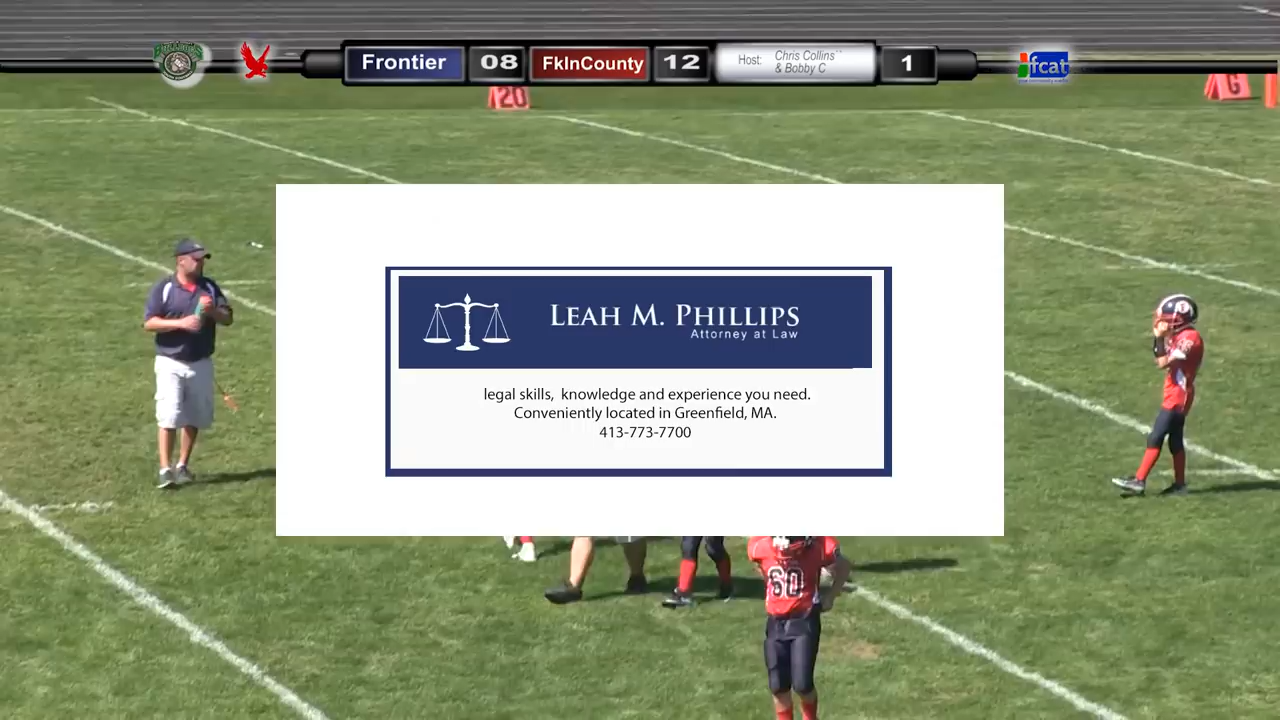 Frontier 08 FkInCounty 12 Host: Chris Collins & Bobby C 1
fcat
20
G
LEAH M. PHILLIPS
Attorney at Law
legal skills, knowledge and experience you need.
Conveniently located in Greenfield, MA.
413-773-7700
60